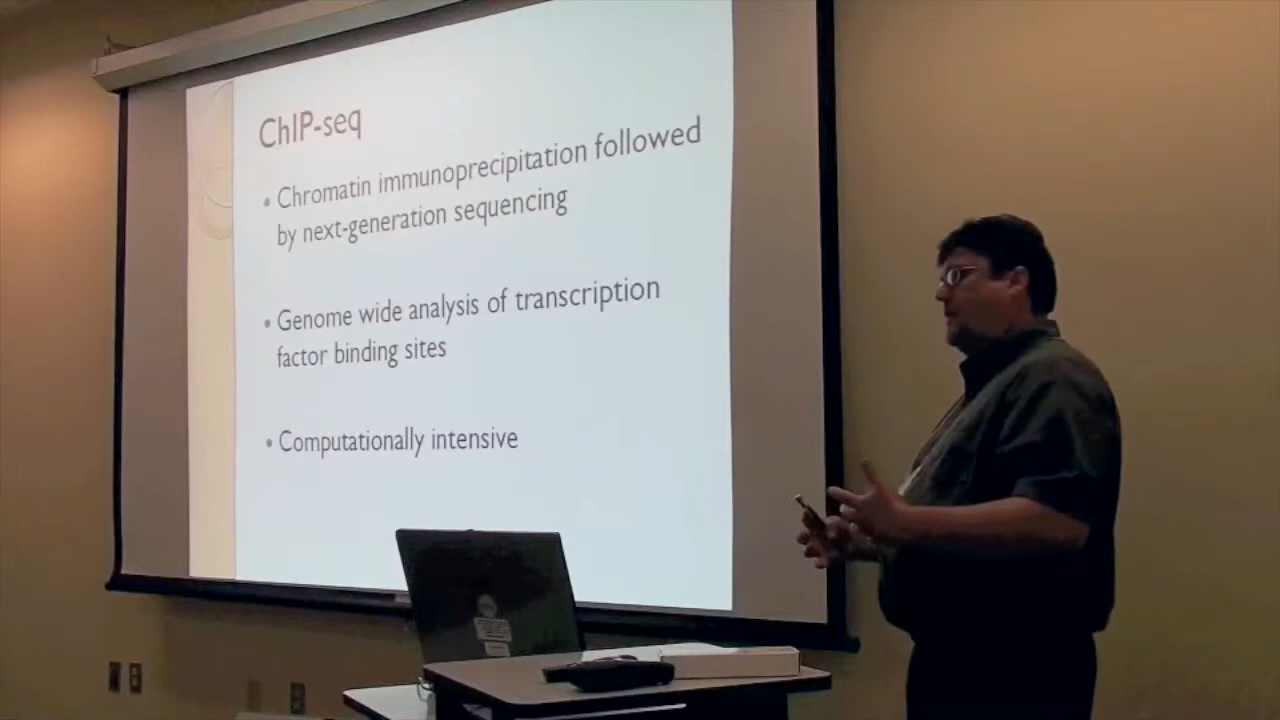 ChIP-seq
• Chromatin immunoprecipitation followed
by next-generation sequencing
• Genome wide analysis of transcription
factor binding sites
• Computationally intensive